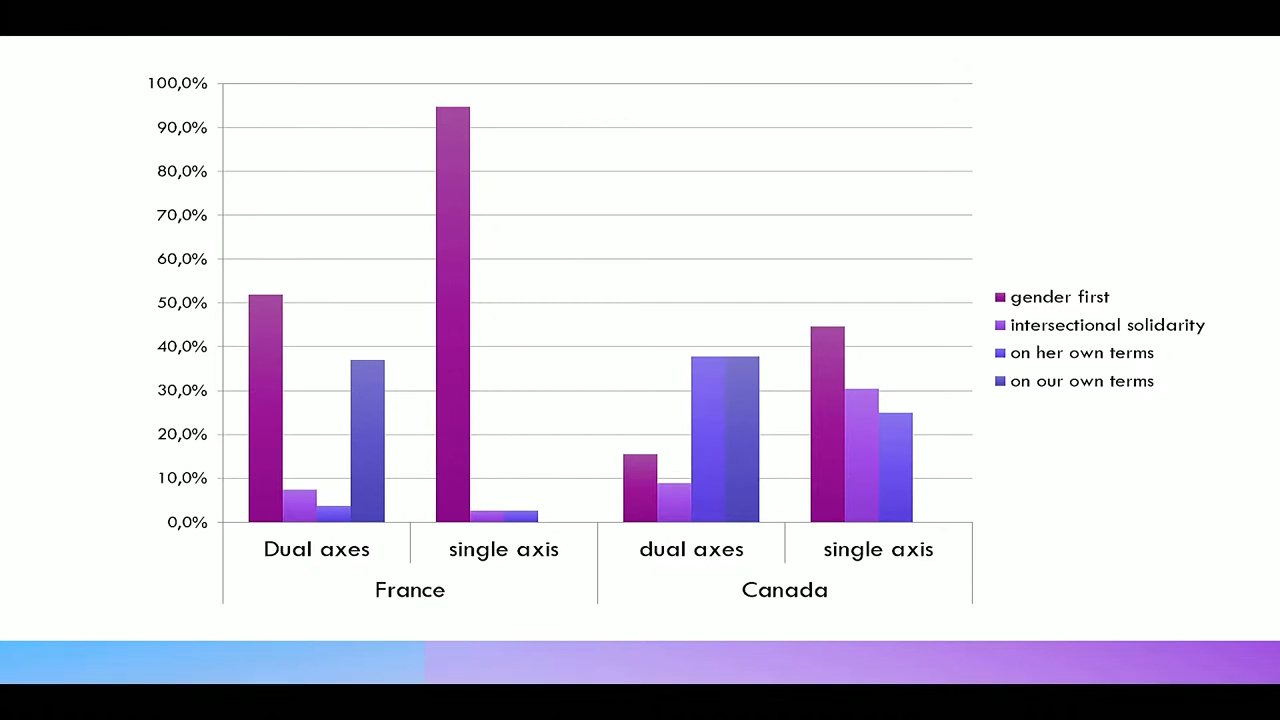 100,0%
90,0%
80,0%
70,0%
60,0%
50,0%
40,0%
30,0%
20,0%
10,0%
0,0%
Dual axes
single axis
dual axes
single axis
France
Canada
gender first
intersectional solidarity
on her own terms
on our own terms